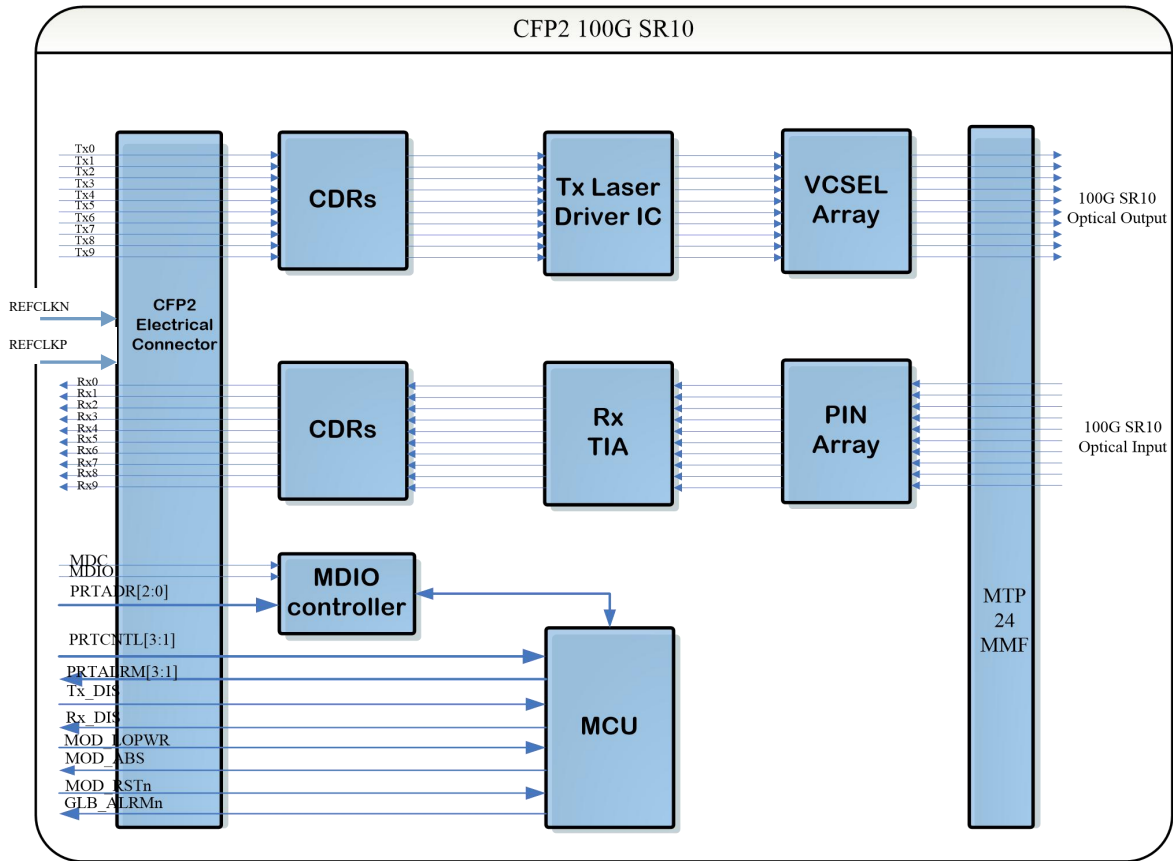 CFP2 100G SR10
Tx0
Tx1
Tx2
Tx3
Tx4
Tx5
Tx6
Tx7
Tx8
Tx9
CDRs
Tx Laser
Driver IC
VCSEL
Array
100G SR10
Optical Output
REFCLKN
REFCLKP
CFP2
Electrical
Connector
Rx0
Rx1
Rx2
Rx3
Rx4
Rx5
Rx6
Rx7
Rx8
Rx9
CDRs
Rx
TIA
PIN
Array
100G SR10
Optical Input
MDC
MDIO
PRTADR[2:0]
MDIO
controller
PRTCNTL[3:1]
PRTALRM[3:1]
Tx_DIS
Rx_DIS
MOD_LOPWR
MOD_ABS
MOD_RSTn
GLB_ALRMn
MCU
MTP
24
MMF